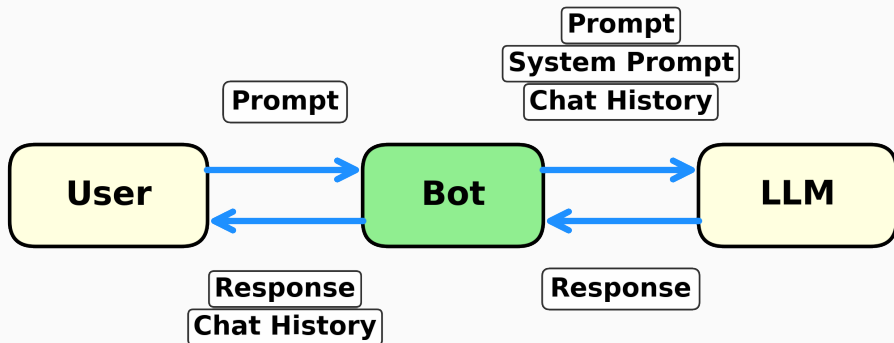 Prompt
System Prompt
Chat History
Prompt
User
Bot
LLM
Response
Chat History
Response